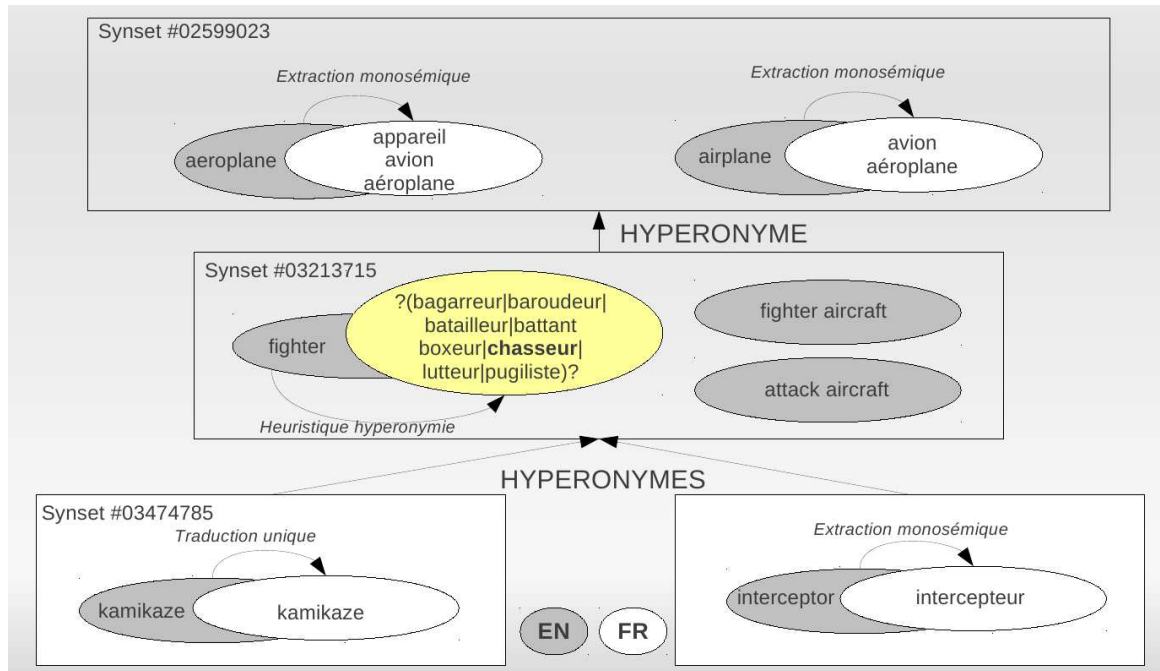 Synset #02599023
Extraction monosémique
Extraction monosémique
aeroplane
appareil
avion
aéroplane
airplane
avion
aéroplane
HYPERONYME
Synset #03213715
fighter
?(bagarreur|baroudeur|
batailleur|battant
boxeur|chasseur|
lutteur|pugiliste)?
Heuristique hyperonymie
fighter aircraft
attack aircraft
HYPERONYMES
Synset #03474785
Traduction unique
kamikaze
kamikaze
Extraction monosémique
interceptor
intercepteur
EN
FR